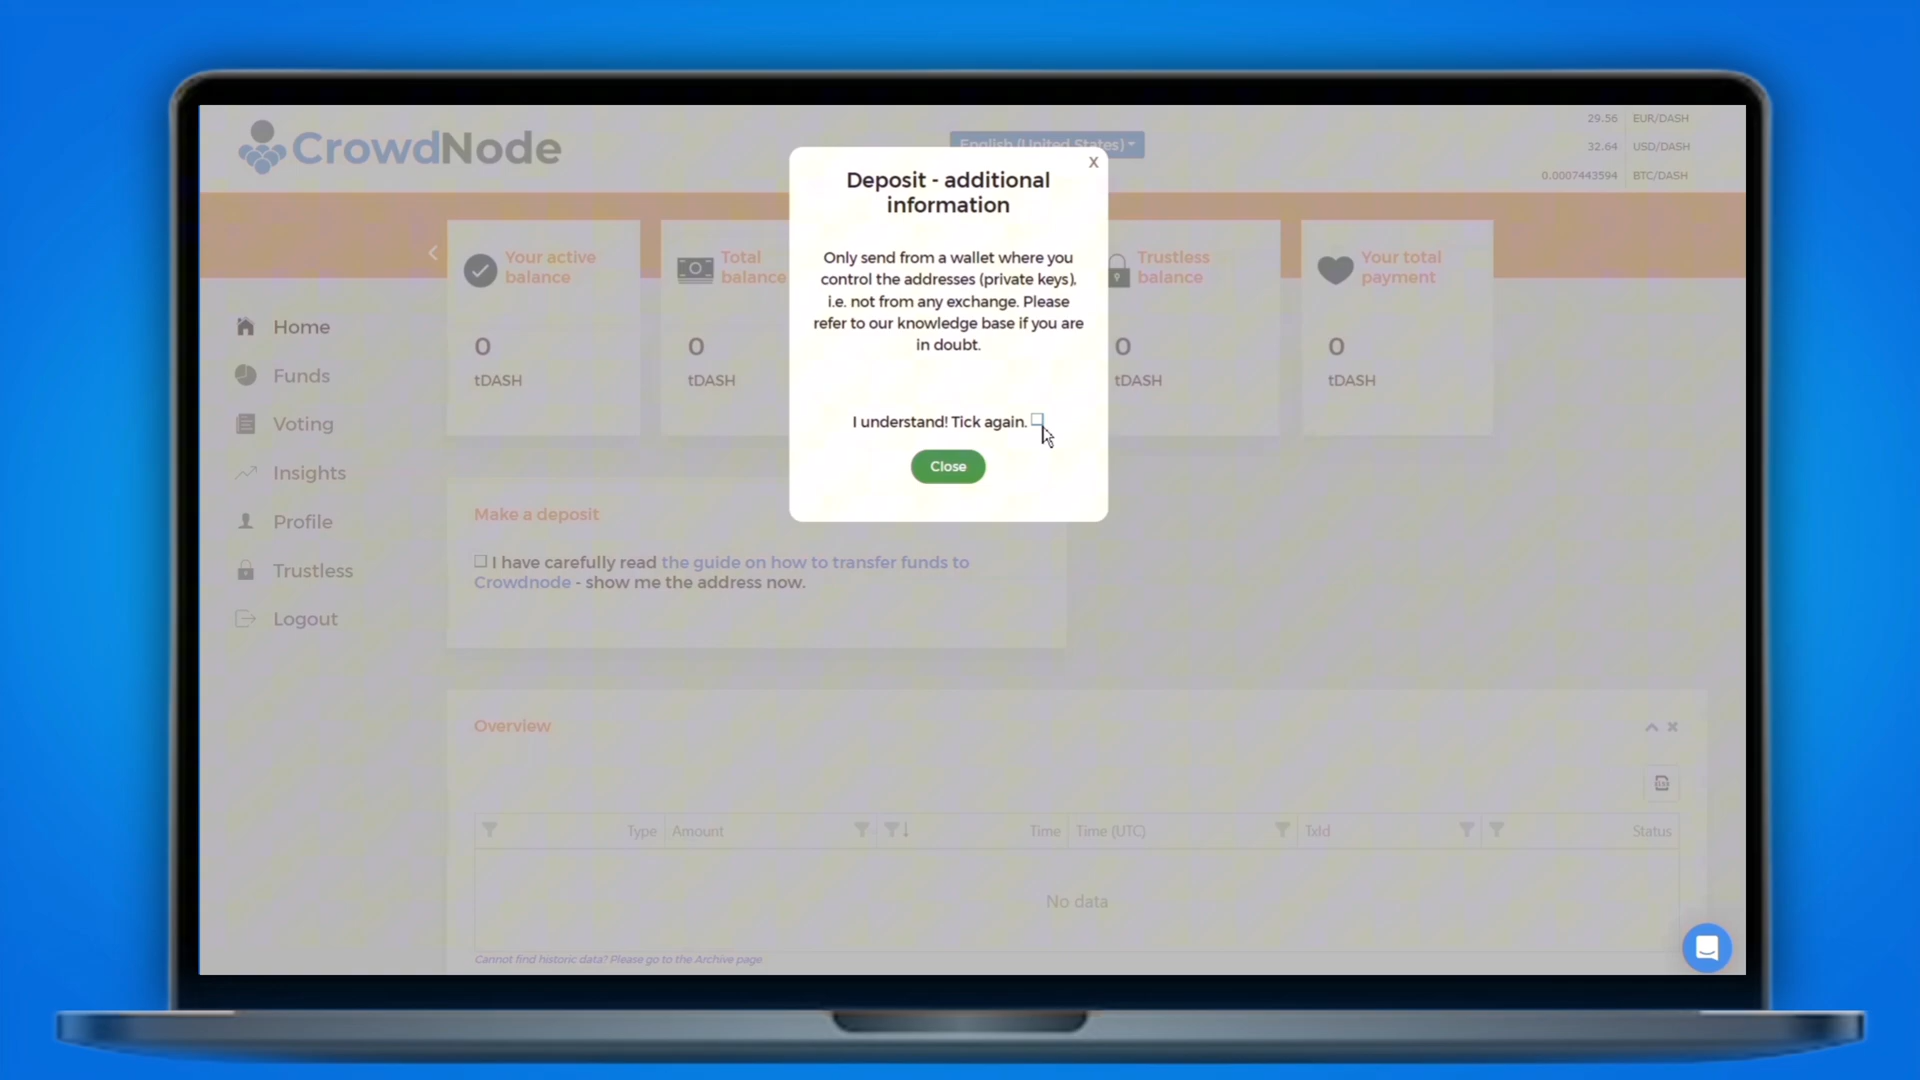 CrowdNode
English (United States)
29.56 EUR/DASH
32.64 USD/DASH
0.0007443594 BTC/DASH
X
Deposit - additional
information
Only send from a wallet where you
control the addresses (private keys),
i.e. not from any exchange. Please
refer to our knowledge base if you are
in doubt.
I understand! Tick again.
Close
Your active
balance
0
tDASH
Total
balance
0
tDASH
Trustless
balance
0
tDASH
Your total
payment
0
tDASH
Home
Funds
Voting
Insights
Profile
Trustless
Logout
Make a deposit
I have carefully read the guide on how to transfer funds to
Crowdnode - show me the address now.
Overview
Type Amount Time Time (UTC) TxId Status
No data
Cannot find historic data? Please go to the Archive page